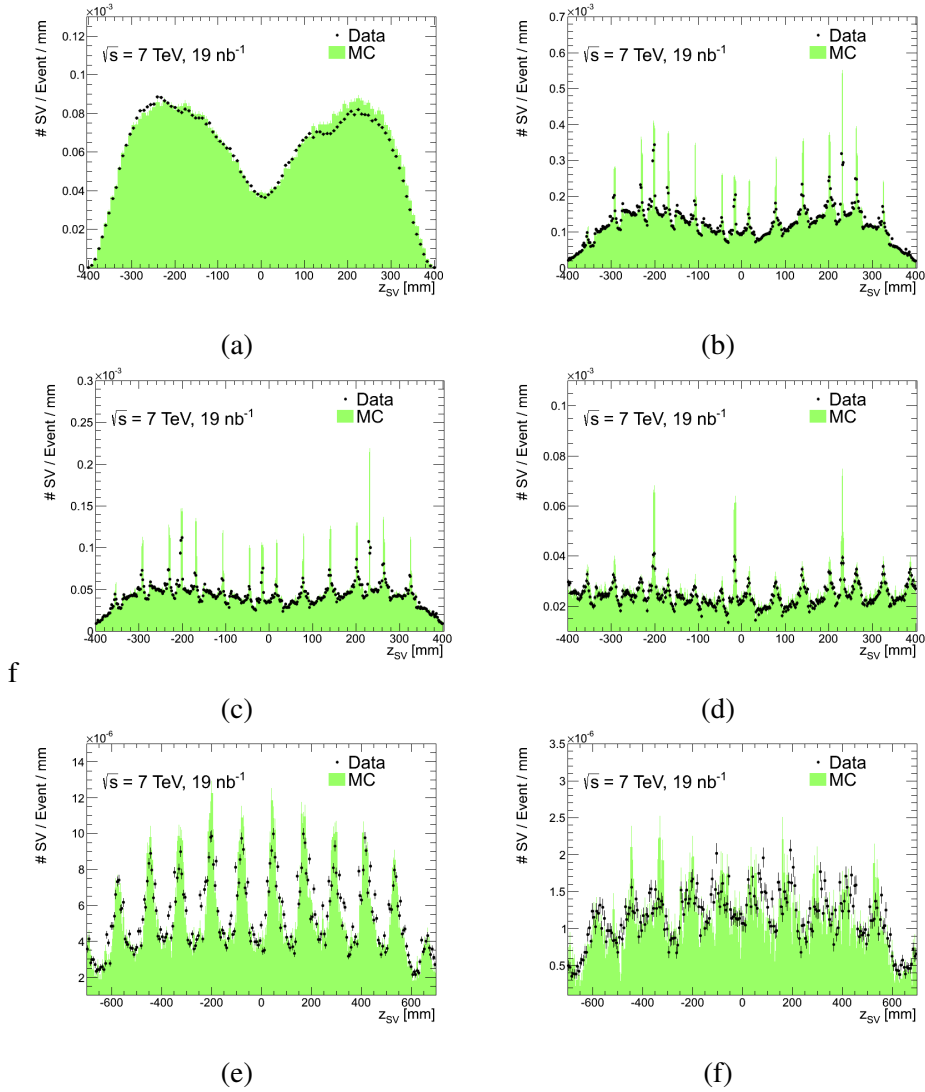 ×10⁻³
# SV / Event / mm
0.12
0.1
0.08
0.06
0.04
0.02
0
√s = 7 TeV, 19 nb⁻¹
Data
MC
-400 -300 -200 -100 0 100 200 300 400
z_SV [mm]
(a)
×10⁻³
# SV / Event / mm
0.7
0.6
0.5
0.4
0.3
0.2
0.1
0
√s = 7 TeV, 19 nb⁻¹
Data
MC
-400 -300 -200 -100 0 100 200 300 400
z_SV [mm]
(b)
×10⁻³
# SV / Event / mm
0.3
0.25
0.2
0.15
0.1
0.05
0
√s = 7 TeV, 19 nb⁻¹
Data
MC
-400 -300 -200 -100 0 100 200 300 400
z_SV [mm]
f
(c)
×10⁻³
# SV / Event / mm
0.1
0.08
0.06
0.04
0.02
√s = 7 TeV, 19 nb⁻¹
Data
MC
-400 -300 -200 -100 0 100 200 300 400
z_SV [mm]
(d)
×10⁻⁶
# SV / Event / mm
14
12
10
8
6
4
2
√s = 7 TeV, 19 nb⁻¹
Data
MC
-600 -400 -200 0 200 400 600
z_SV [mm]
(e)
×10⁻⁶
# SV / Event / mm
3.5
3
2.5
2
1.5
1
0.5
√s = 7 TeV, 19 nb⁻¹
Data
MC
-600 -400 -200 0 200 400 600
z_SV [mm]
(f)